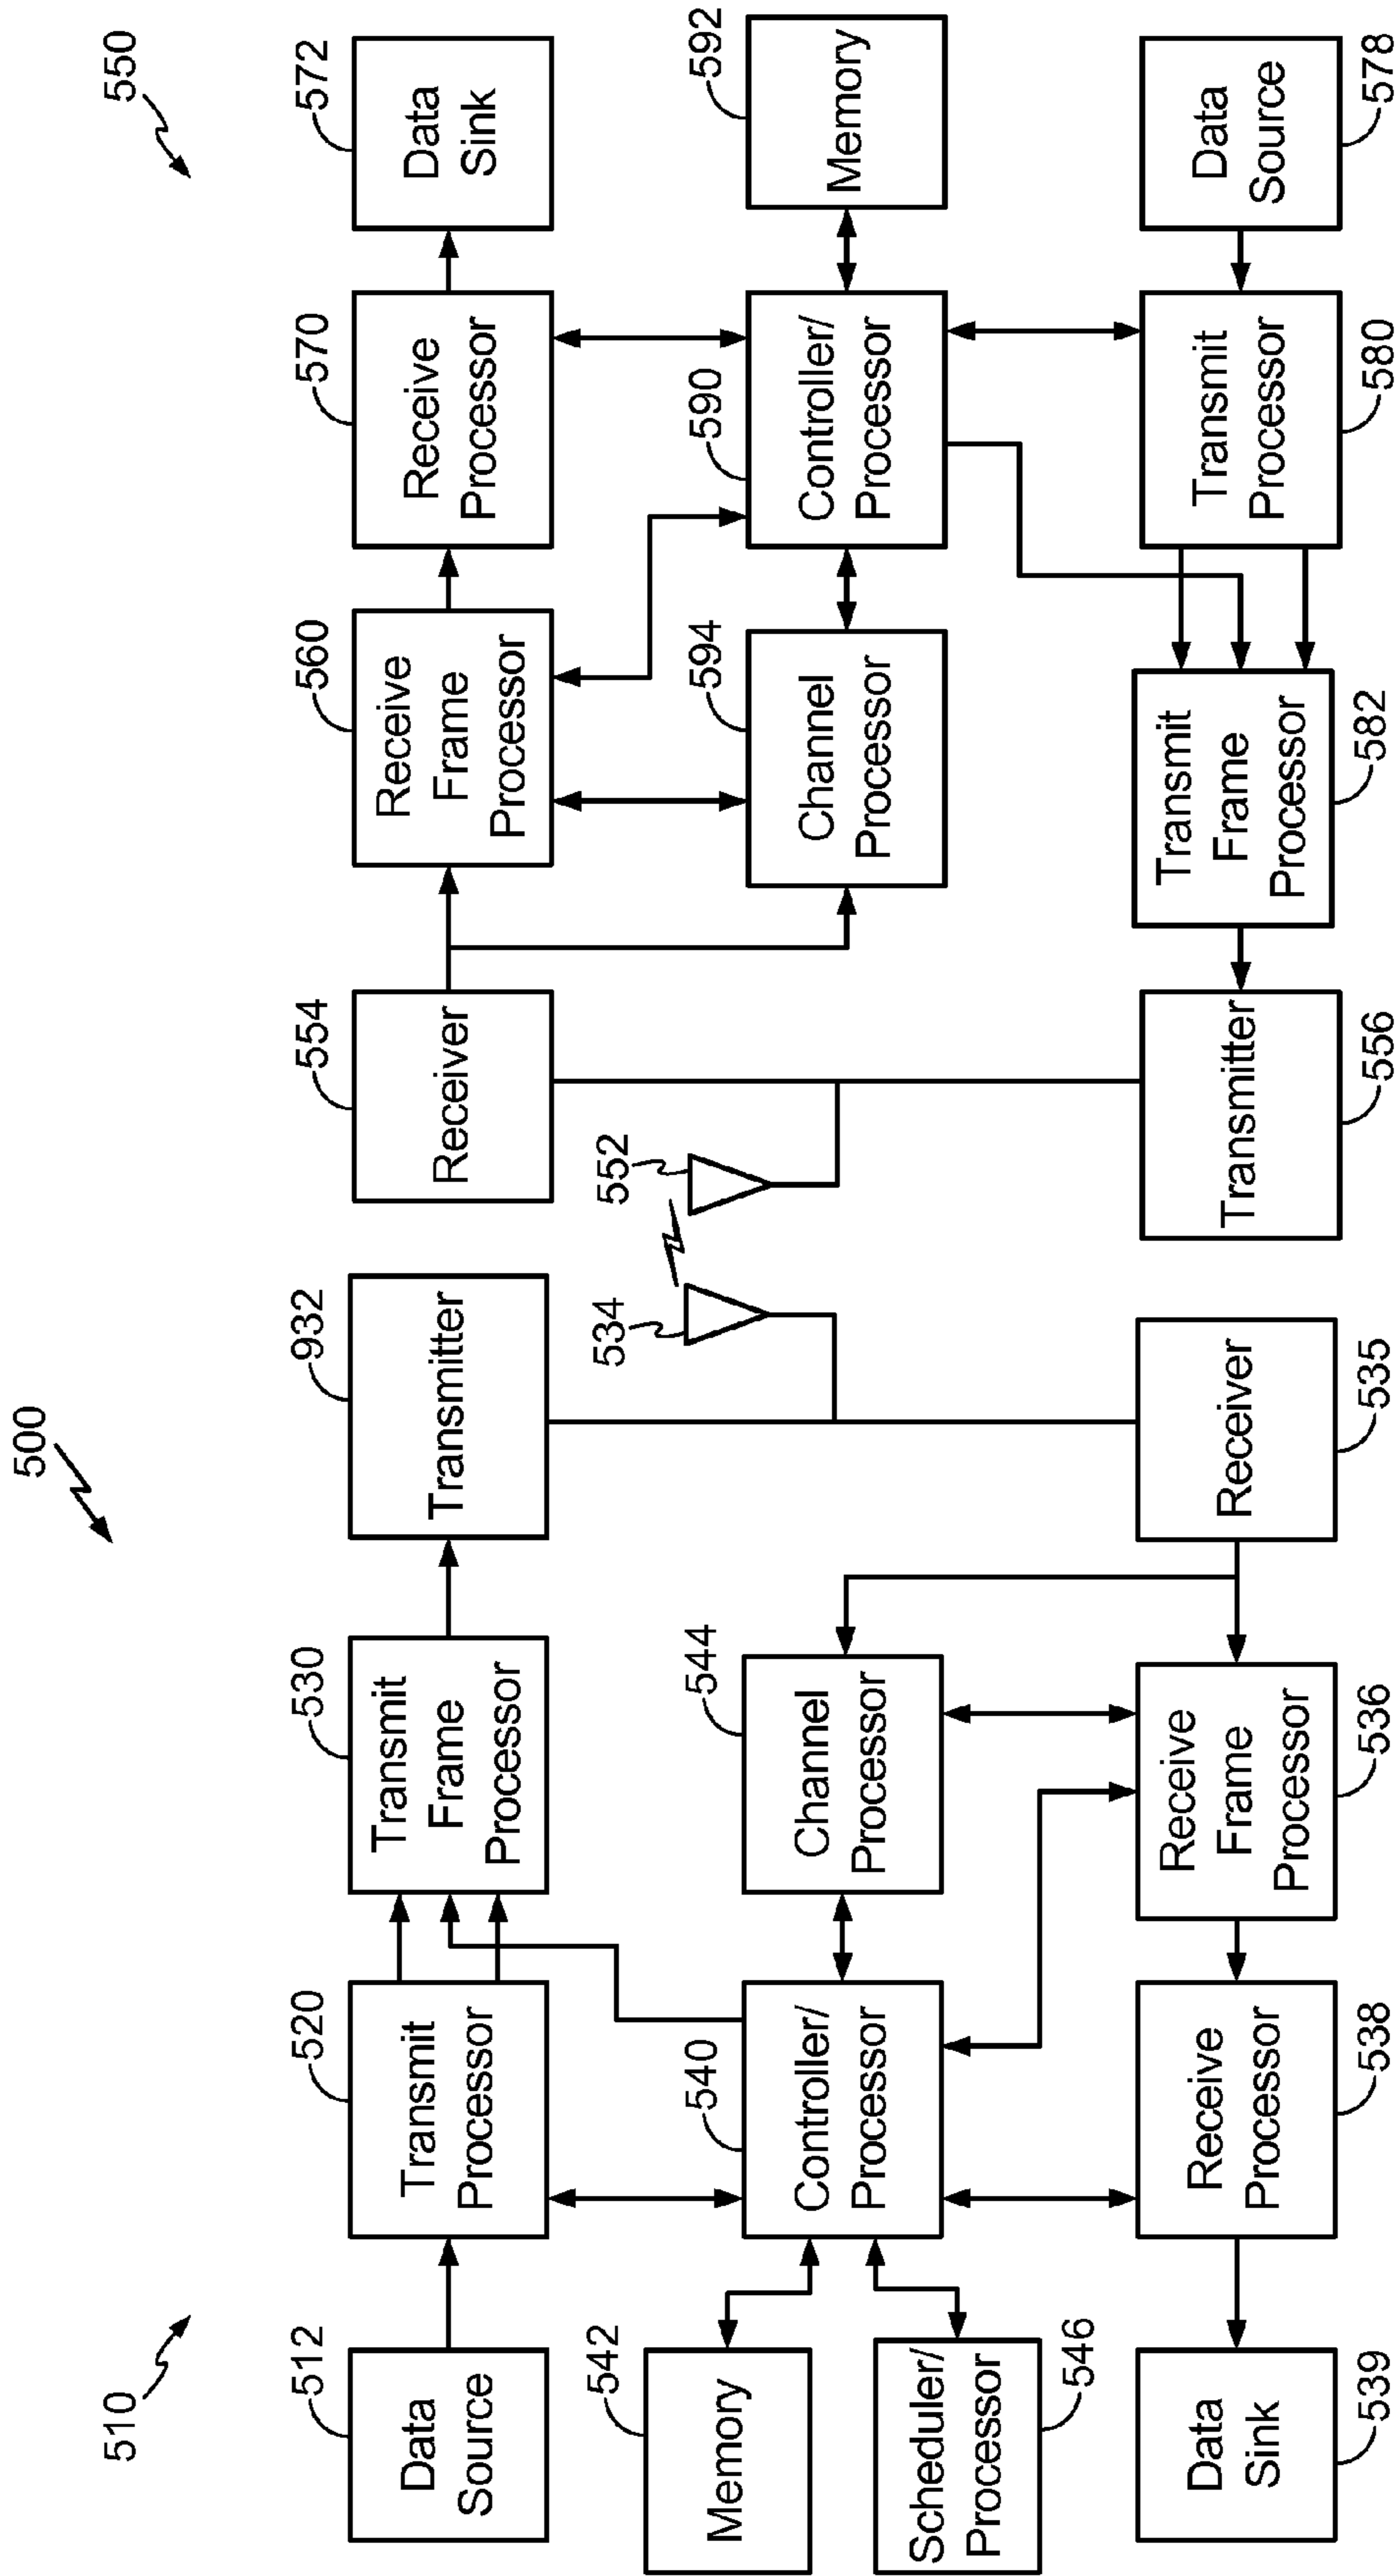 500
510
550
512
Data
Source
520
Transmit
Processor
530
Transmit
Frame
Processor
932
Transmitter
554
Receiver
560
Receive
Frame
Processor
570
Receive
Processor
572
Data
Sink
542
Memory
540
Controller/
Processor
544
Channel
Processor
534
552
594
Channel
Processor
590
Controller/
Processor
592
Memory
Scheduler/
Processor
546
Data
Sink
539
Receive
Processor
538
Receive
Frame
Processor
536
Receiver
535
Transmitter
556
Transmit
Frame
Processor
582
Transmit
Processor
580
Data
Source
578